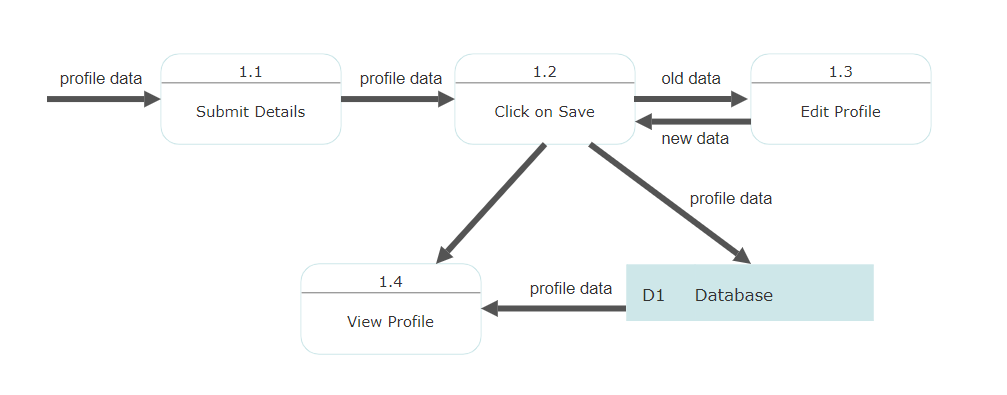 1.1
1.2
1.3
profile data
profile data
old data
Submit Details
Click on Save
Edit Profile
new data
profile data
1.4
profile data
D1 Database
View Profile